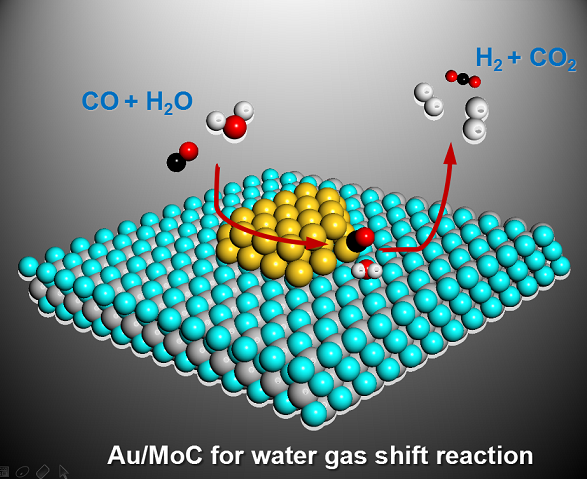 H₂ + CO₂
CO + H₂O
Au/MoC for water gas shift reaction